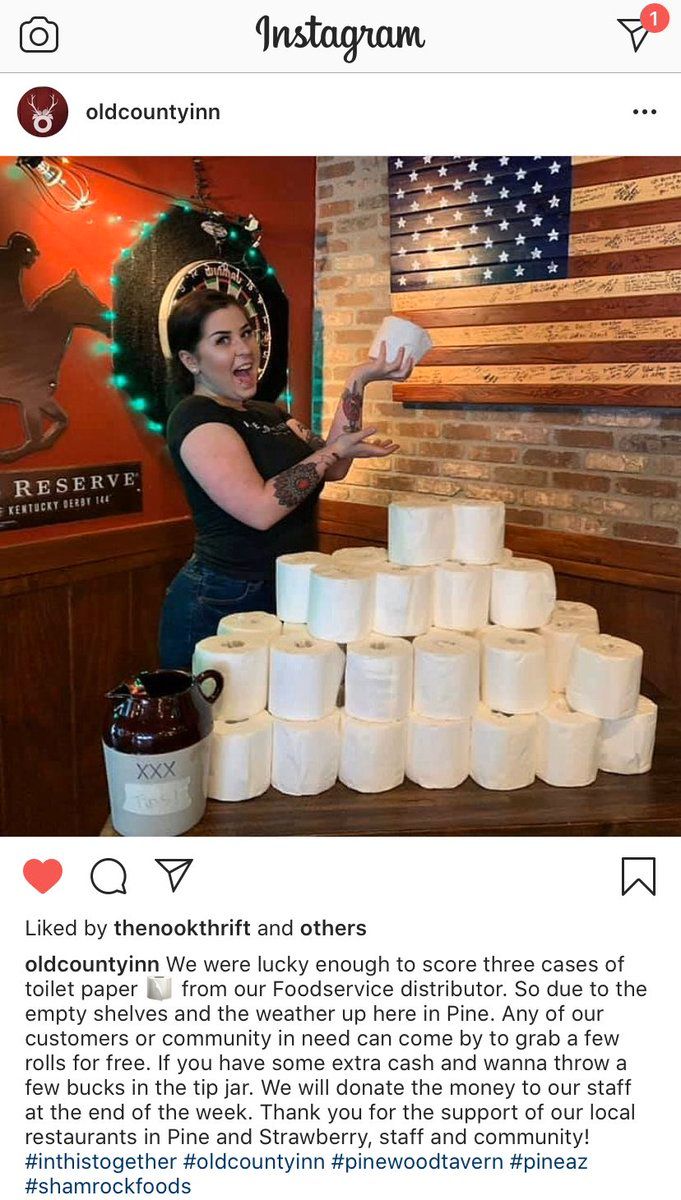 Instagram
1
oldcountyinn
RESERVE
KENTUCKY DERBY 144
XXX
Liked by thenookthrift and others
oldcountyinn We were lucky enough to score three cases of
toilet paper 🧻 from our Foodservice distributor. So due to the
empty shelves and the weather up here in Pine. Any of our
customers or community in need can come by to grab a few
rolls for free. If you have some extra cash and wanna throw a
few bucks in the tip jar. We will donate the money to our staff
at the end of the week. Thank you for the support of our local
restaurants in Pine and Strawberry, staff and community!
#inthistogether #oldcountyinn #pinewoodtavern #pineaz
#shamrockfoods